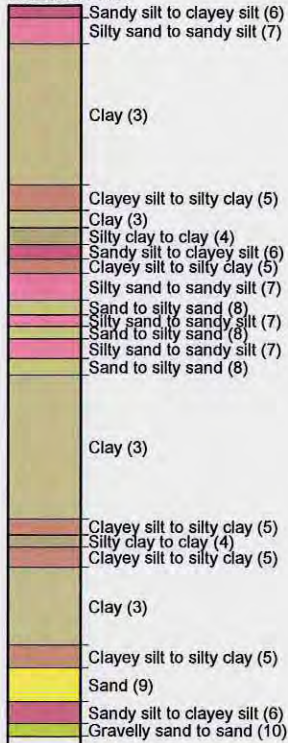 Sandy silt to clayey silt (6)
Silty sand to sandy silt (7)
Clay (3)
Clayey silt to silty clay (5)
Clay (3)
Silty clay to clay (4)
Sandy silt to clayey silt (6)
Clayey silt to silty clay (5)
Silty sand to sandy silt (7)
Sand to silty sand (8)
Silty sand to sandy silt (7)
Sand to silty sand (8)
Silty sand to sandy silt (7)
Sand to silty sand (8)
Clay (3)
Clayey silt to silty clay (5)
Silty clay to clay (4)
Clayey silt to silty clay (5)
Clay (3)
Clayey silt to silty clay (5)
Sand (9)
Sandy silt to clayey silt (6)
Gravelly sand to sand (10)